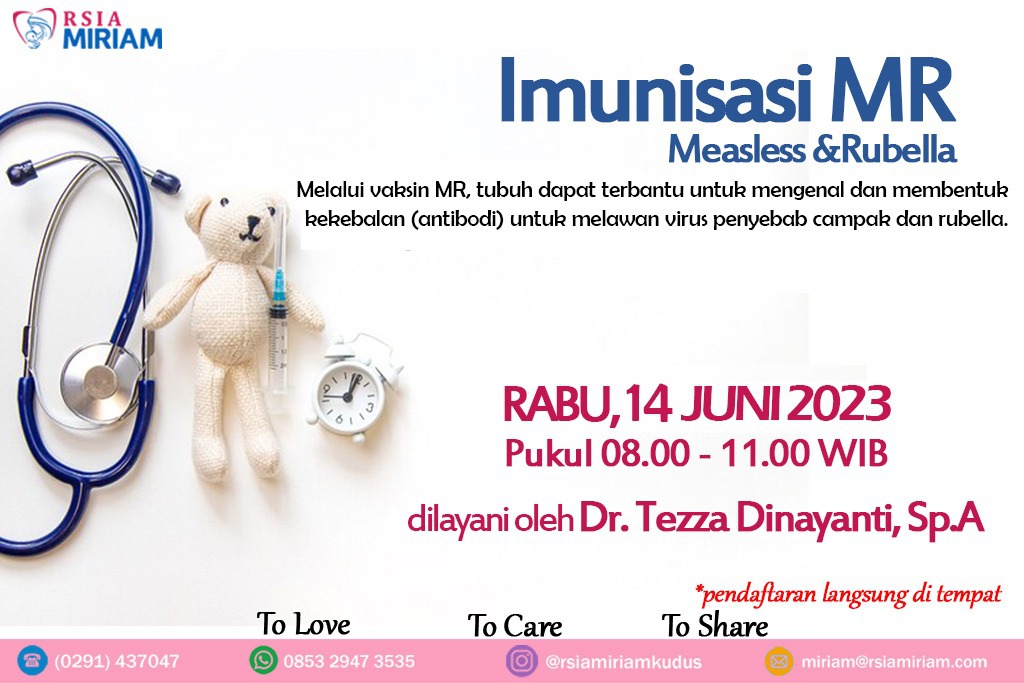 RSIA
MIRIAM
Imunisasi MR
Measless &Rubella
Melalui vaksin MR, tubuh dapat terbantu untuk mengenal dan membentuk
kekebalan (antibodi) untuk melawan virus penyebab campak dan rubella.
RABU, 14 JUNI 2023
Pukul 08.00 - 11.00 WIB
dilayani oleh Dr. Tezza Dinayanti, Sp.A
*pendaftaran langsung di tempat
To Love To Care To Share
(0291) 437047 0853 2947 3535 @rsiamiriamkudus miriam@rsiamiriam.com